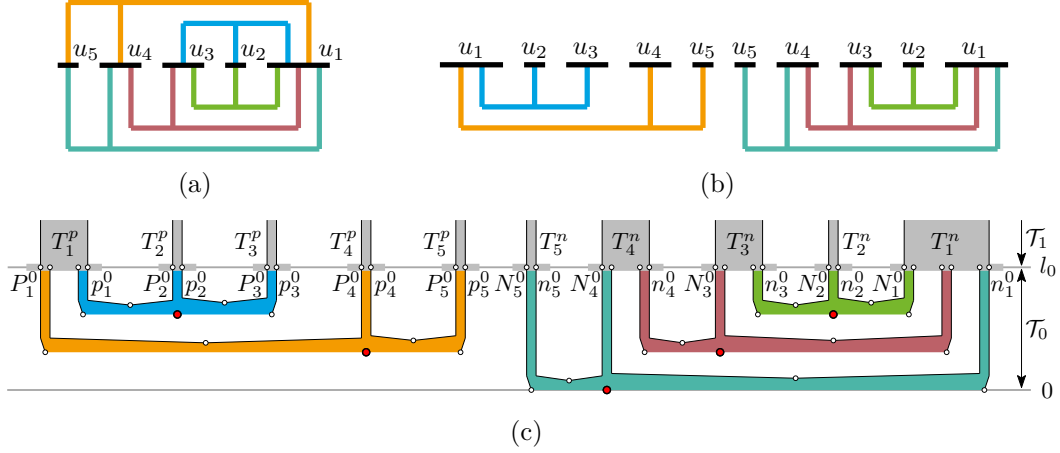 u₅ u₄ u₃ u₂ u₁
u₁ u₂ u₃ u₄ u₅ u₅ u₄ u₃ u₂ u₁
(a) (b)
T₁ᵖ T₂ᵖ T₃ᵖ T₄ᵖ T₅ᵖ T₅ⁿ T₄ⁿ T₃ⁿ T₂ⁿ T₁ⁿ 𝒯₁
P₁⁰ p₁⁰ P₂⁰ p₂⁰ P₃⁰ p₃⁰ P₄⁰ p₄⁰ P₅⁰ p₅⁰ N₅⁰ n₅⁰ N₄⁰ n₄⁰ N₃⁰ n₃⁰ N₂⁰ n₂⁰ N₁⁰ n₁⁰ l₀
𝒯₀
0
(c)